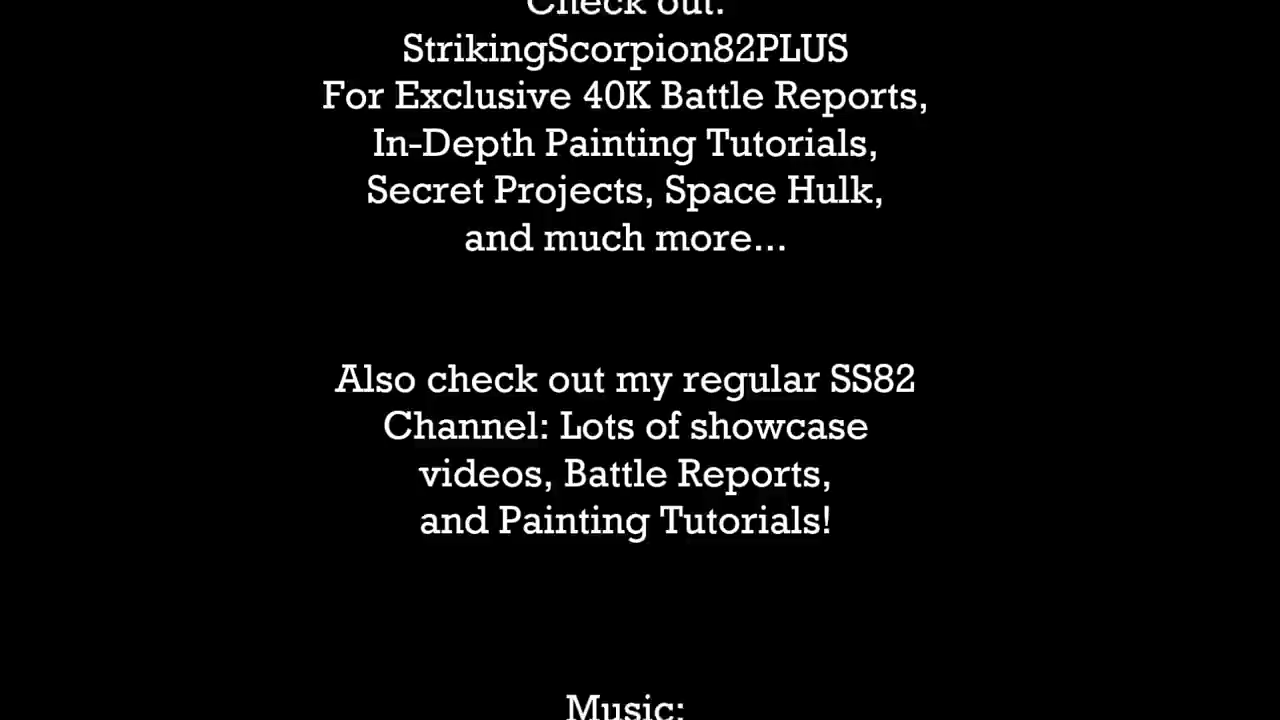 Check out:
StrikingScorpion82PLUS
For Exclusive 40K Battle Reports,
In-Depth Painting Tutorials,
Secret Projects, Space Hulk,
and much more...
Also check out my regular SS82
Channel: Lots of showcase
videos, Battle Reports,
and Painting Tutorials!
Music: